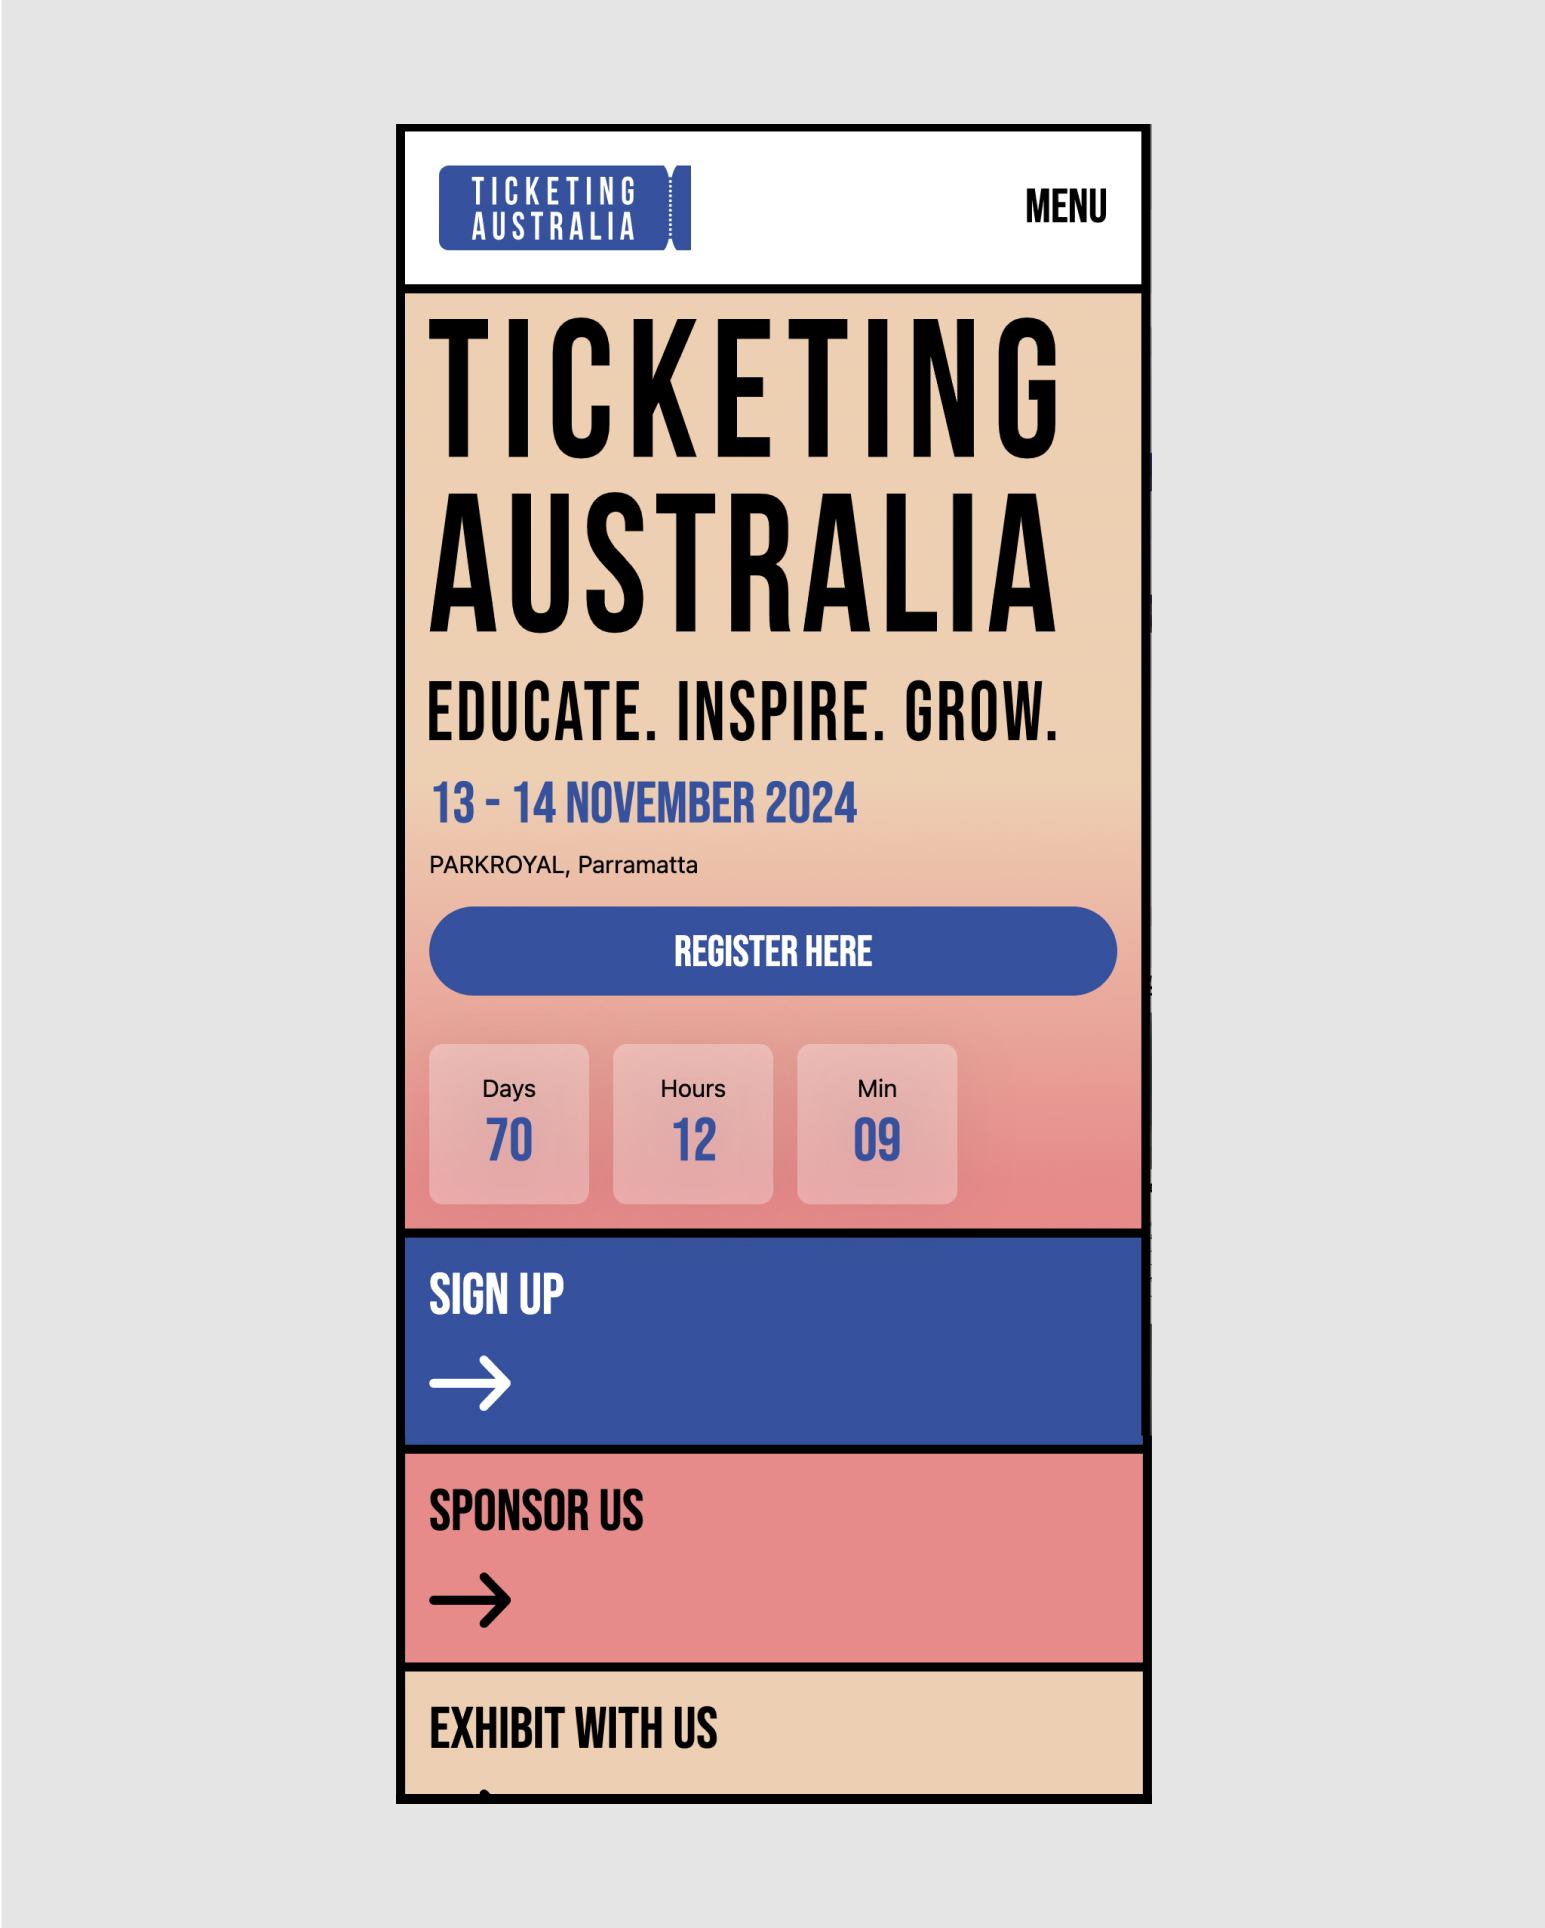 TICKETING
AUSTRALIA
MENU
TICKETING
AUSTRALIA
EDUCATE. INSPIRE. GROW.
13 - 14 NOVEMBER 2024
PARKROYAL, Parramatta
REGISTER HERE
Days
70
Hours
12
Min
09
SIGN UP
SPONSOR US
EXHIBIT WITH US